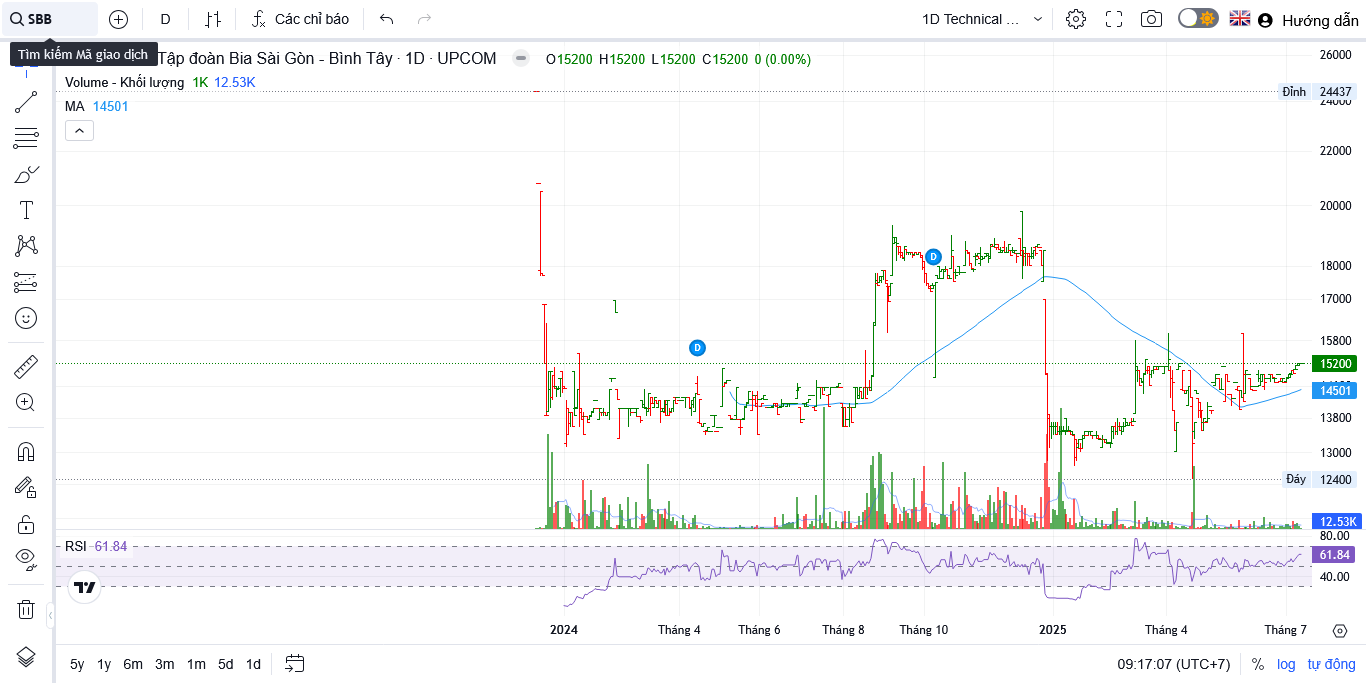 SBB
D
Các chỉ báo
1D Technical ...
Hướng dẫn
Tìm kiếm Mã giao dịch
Tập đoàn Bia Sài Gòn - Bình Tây · 1D · UPCOM
O15200 H15200 L15200 C15200 0 (0.00%)
Volume - Khối lượng 1K 12.53K
MA 14501
26000
Đỉnh 24437
24000
22000
20000
18000
17000
15800
15200
14501
13800
13000
Đáy 12400
12.53K
80.00
61.84
40.00
D
D
RSI 61.84
2024
Tháng 4
Tháng 6
Tháng 8
Tháng 10
2025
Tháng 4
Tháng 7
5y 1y 6m 3m 1m 5d 1d
09:17:07 (UTC+7)
% log tự động